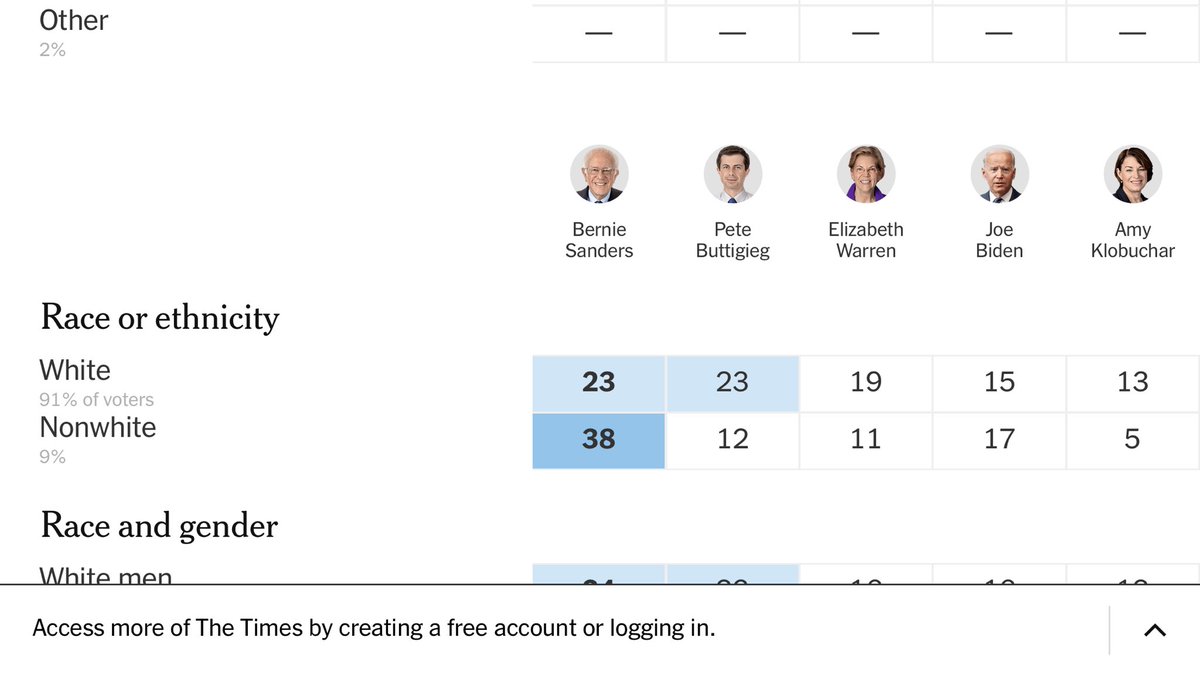 Other
2%
— — — — —
Bernie Sanders
Pete Buttigieg
Elizabeth Warren
Joe Biden
Amy Klobuchar
Race or ethnicity
White
91% of voters
23 23 19 15 13
Nonwhite
9%
38 12 11 17 5
Race and gender
White men
Access more of The Times by creating a free account or logging in.